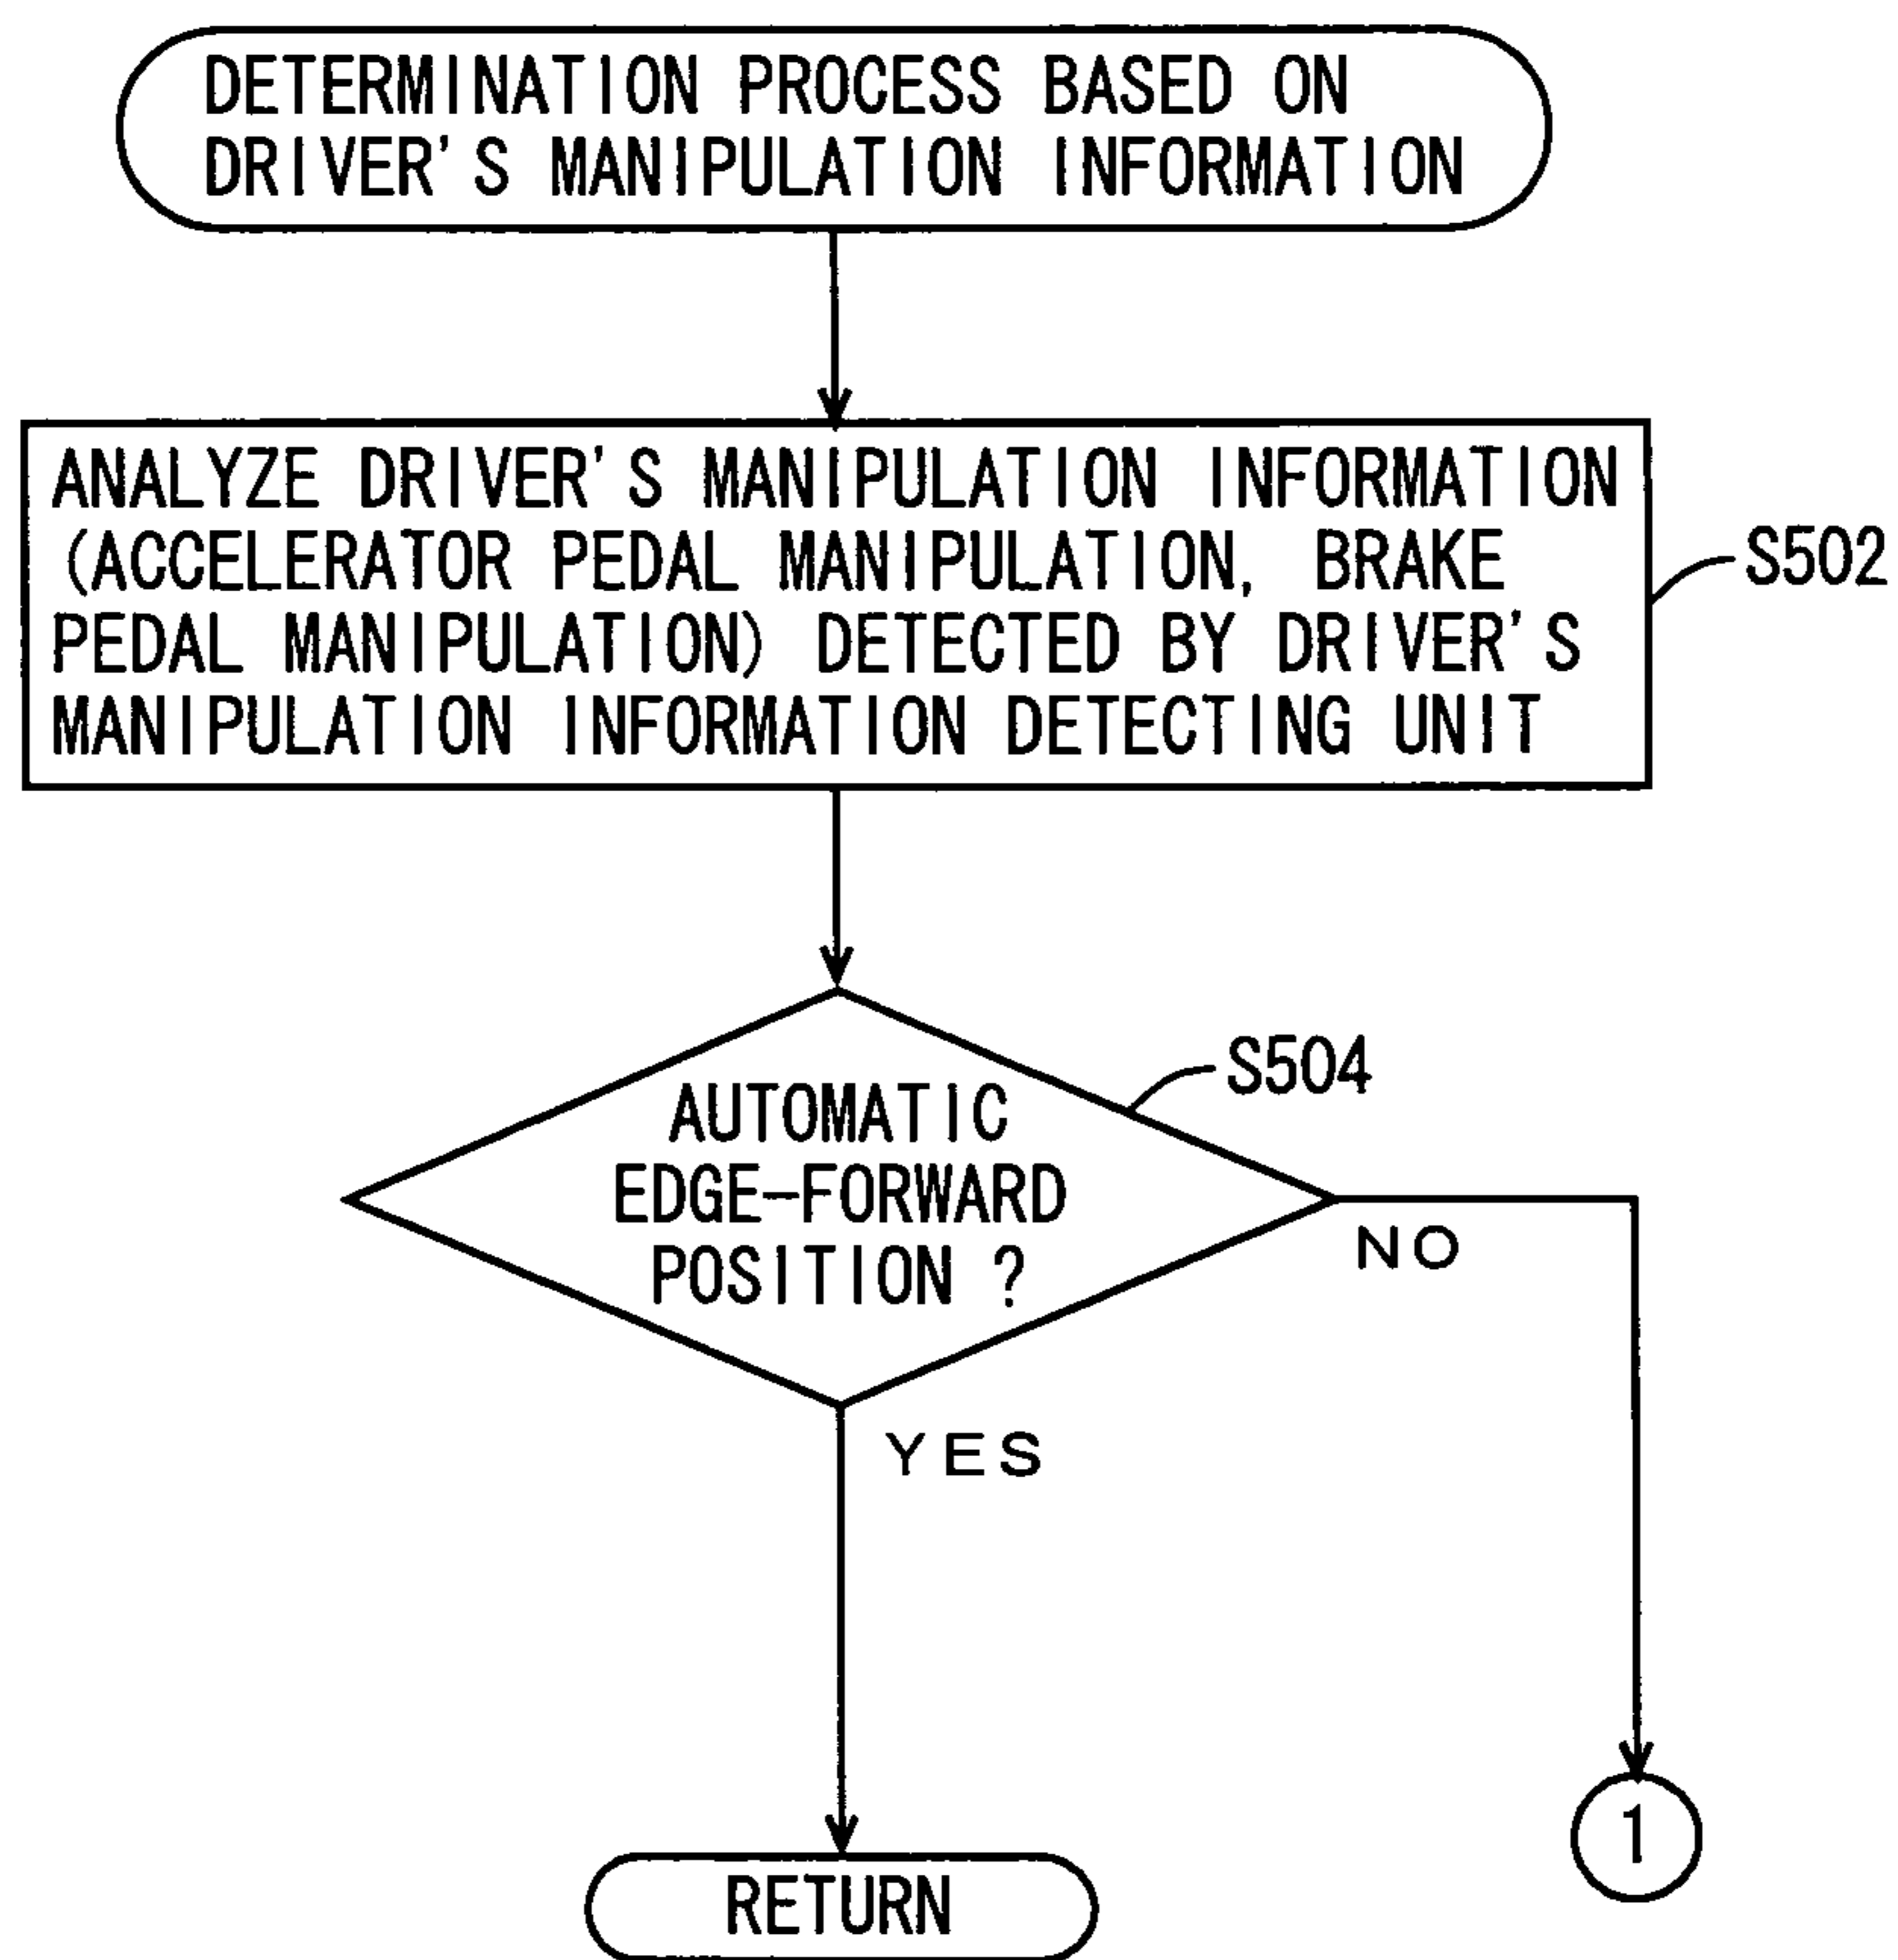 DETERMINATION PROCESS BASED ON
DRIVER'S MANIPULATION INFORMATION
ANALYZE DRIVER'S MANIPULATION INFORMATION
(ACCELERATOR PEDAL MANIPULATION, BRAKE
PEDAL MANIPULATION) DETECTED BY DRIVER'S
MANIPULATION INFORMATION DETECTING UNIT
S502
S504
AUTOMATIC
EDGE-FORWARD
POSITION ?
NO
YES
1
RETURN